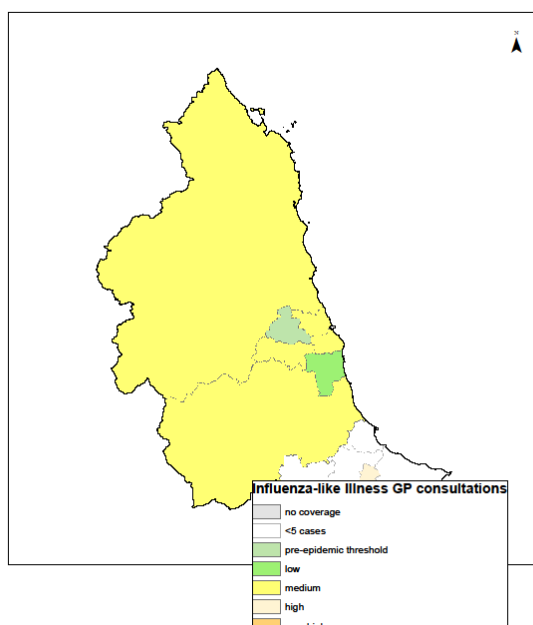 N
Influenza-like Illness GP consultations
no coverage
<5 cases
pre-epidemic threshold
low
medium
high